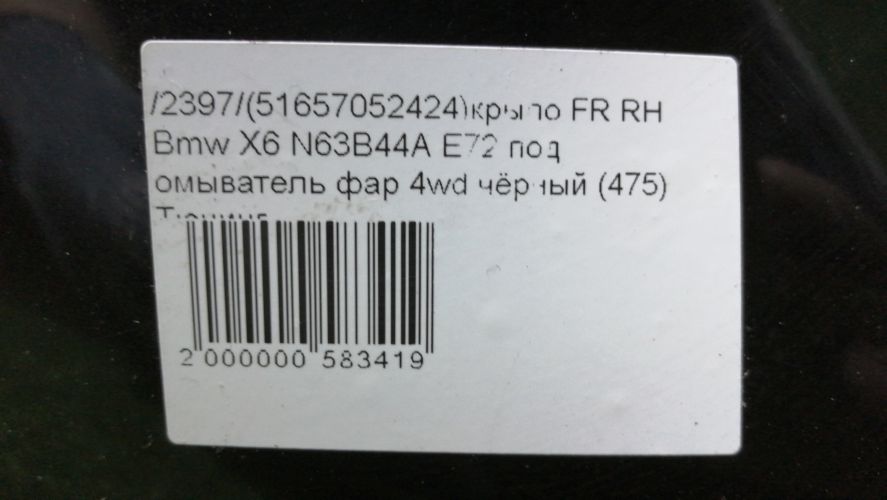 /2397/(51657052424)крыло FR RH
Bmw X6 N63B44A E72 под
омыватель фар 4wd чёрный (475)
2 000000 583419